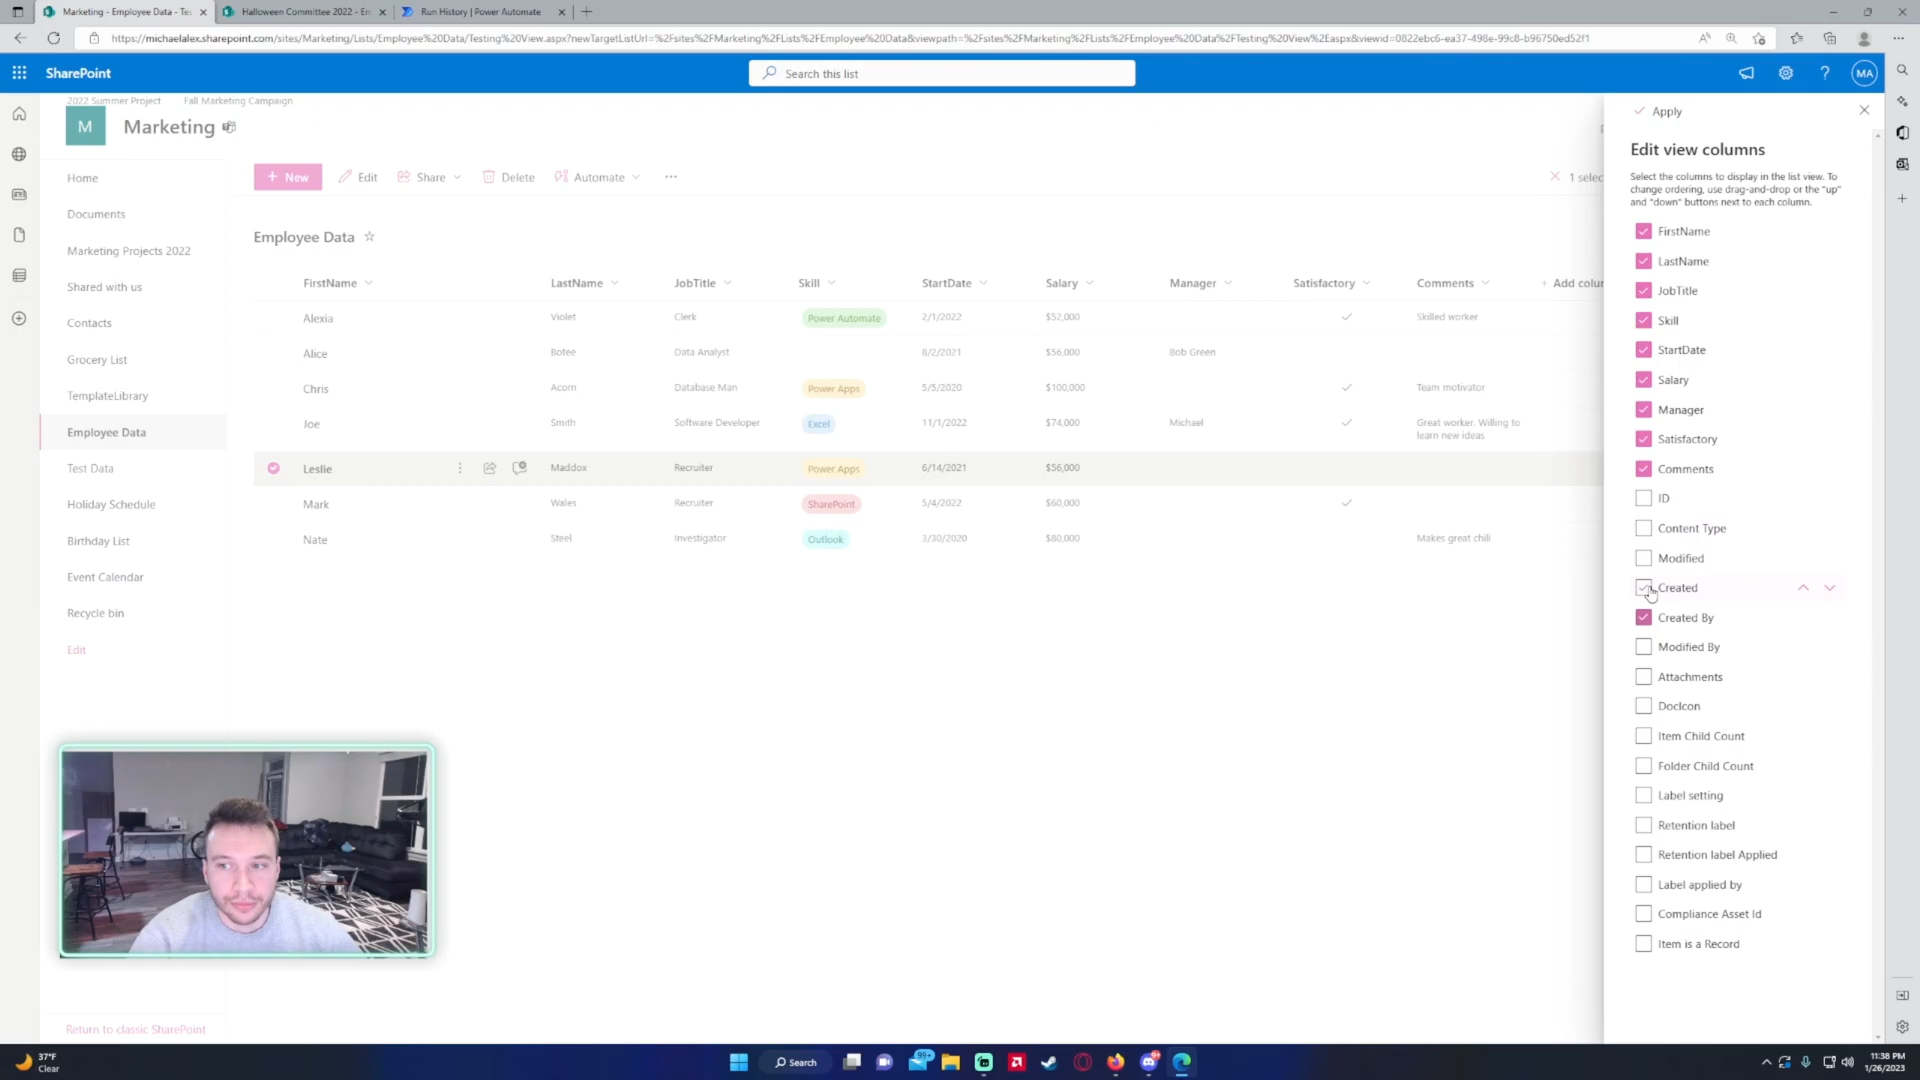 Marketing - Employee Data - Tes
Halloween Committee 2022 - Em
Run History | Power Automate
https://michaelalex.sharepoint.com/sites/Marketing/Lists/Employee%20Data/Testing%20View.aspx?newTargetListUrl=%2Fsites%2FMarketing%2FLists%2FEmployee%20Data&viewpath=%2Fsites%2FMarketing%2FLists%2FEmployee%20Data%2FTesting%20View%2Easpx&viewid=0822ebc6-ea37-498e-99c8-b96750ed52f1
SharePoint
Search this list
MA
2022 Summer Project Fall Marketing Campaign
M Marketing
Home
Documents
Marketing Projects 2022
Shared with us
Contacts
Grocery List
TemplateLibrary
Employee Data
Test Data
Holiday Schedule
Birthday List
Event Calendar
Recycle bin
Edit
Return to classic SharePoint
+ New Edit Share Delete Automate ... 1 selec
Employee Data
FirstName LastName JobTitle Skill StartDate Salary Manager Satisfactory Comments + Add colum
Alexia Violet Clerk Power Automate 2/1/2022 $52,000 Skilled worker
Alice Botee Data Analyst 8/2/2021 $56,000 Bob Green
Chris Acorn Database Man Power Apps 5/5/2020 $100,000 Team motivator
Joe Smith Software Developer Excel 11/1/2022 $74,000 Michael Great worker. Willing to
learn new ideas
Leslie Maddox Recruiter Power Apps 6/14/2021 $56,000
Mark Wales Recruiter SharePoint 5/4/2022 $60,000
Nate Steel Investigator Outlook 3/30/2020 $80,000 Makes great chili
Apply
Edit view columns
Select the columns to display in the list view. To
change ordering, use drag-and-drop or the "up"
and "down" buttons next to each column.
FirstName
LastName
JobTitle
Skill
StartDate
Salary
Manager
Satisfactory
Comments
ID
Content Type
Modified
Created
Created By
Modified By
Attachments
DocIcon
Item Child Count
Folder Child Count
Label setting
Retention label
Retention label Applied
Label applied by
Compliance Asset Id
Item is a Record
37°F
Clear
Search
99+
11:38 PM
1/26/2023